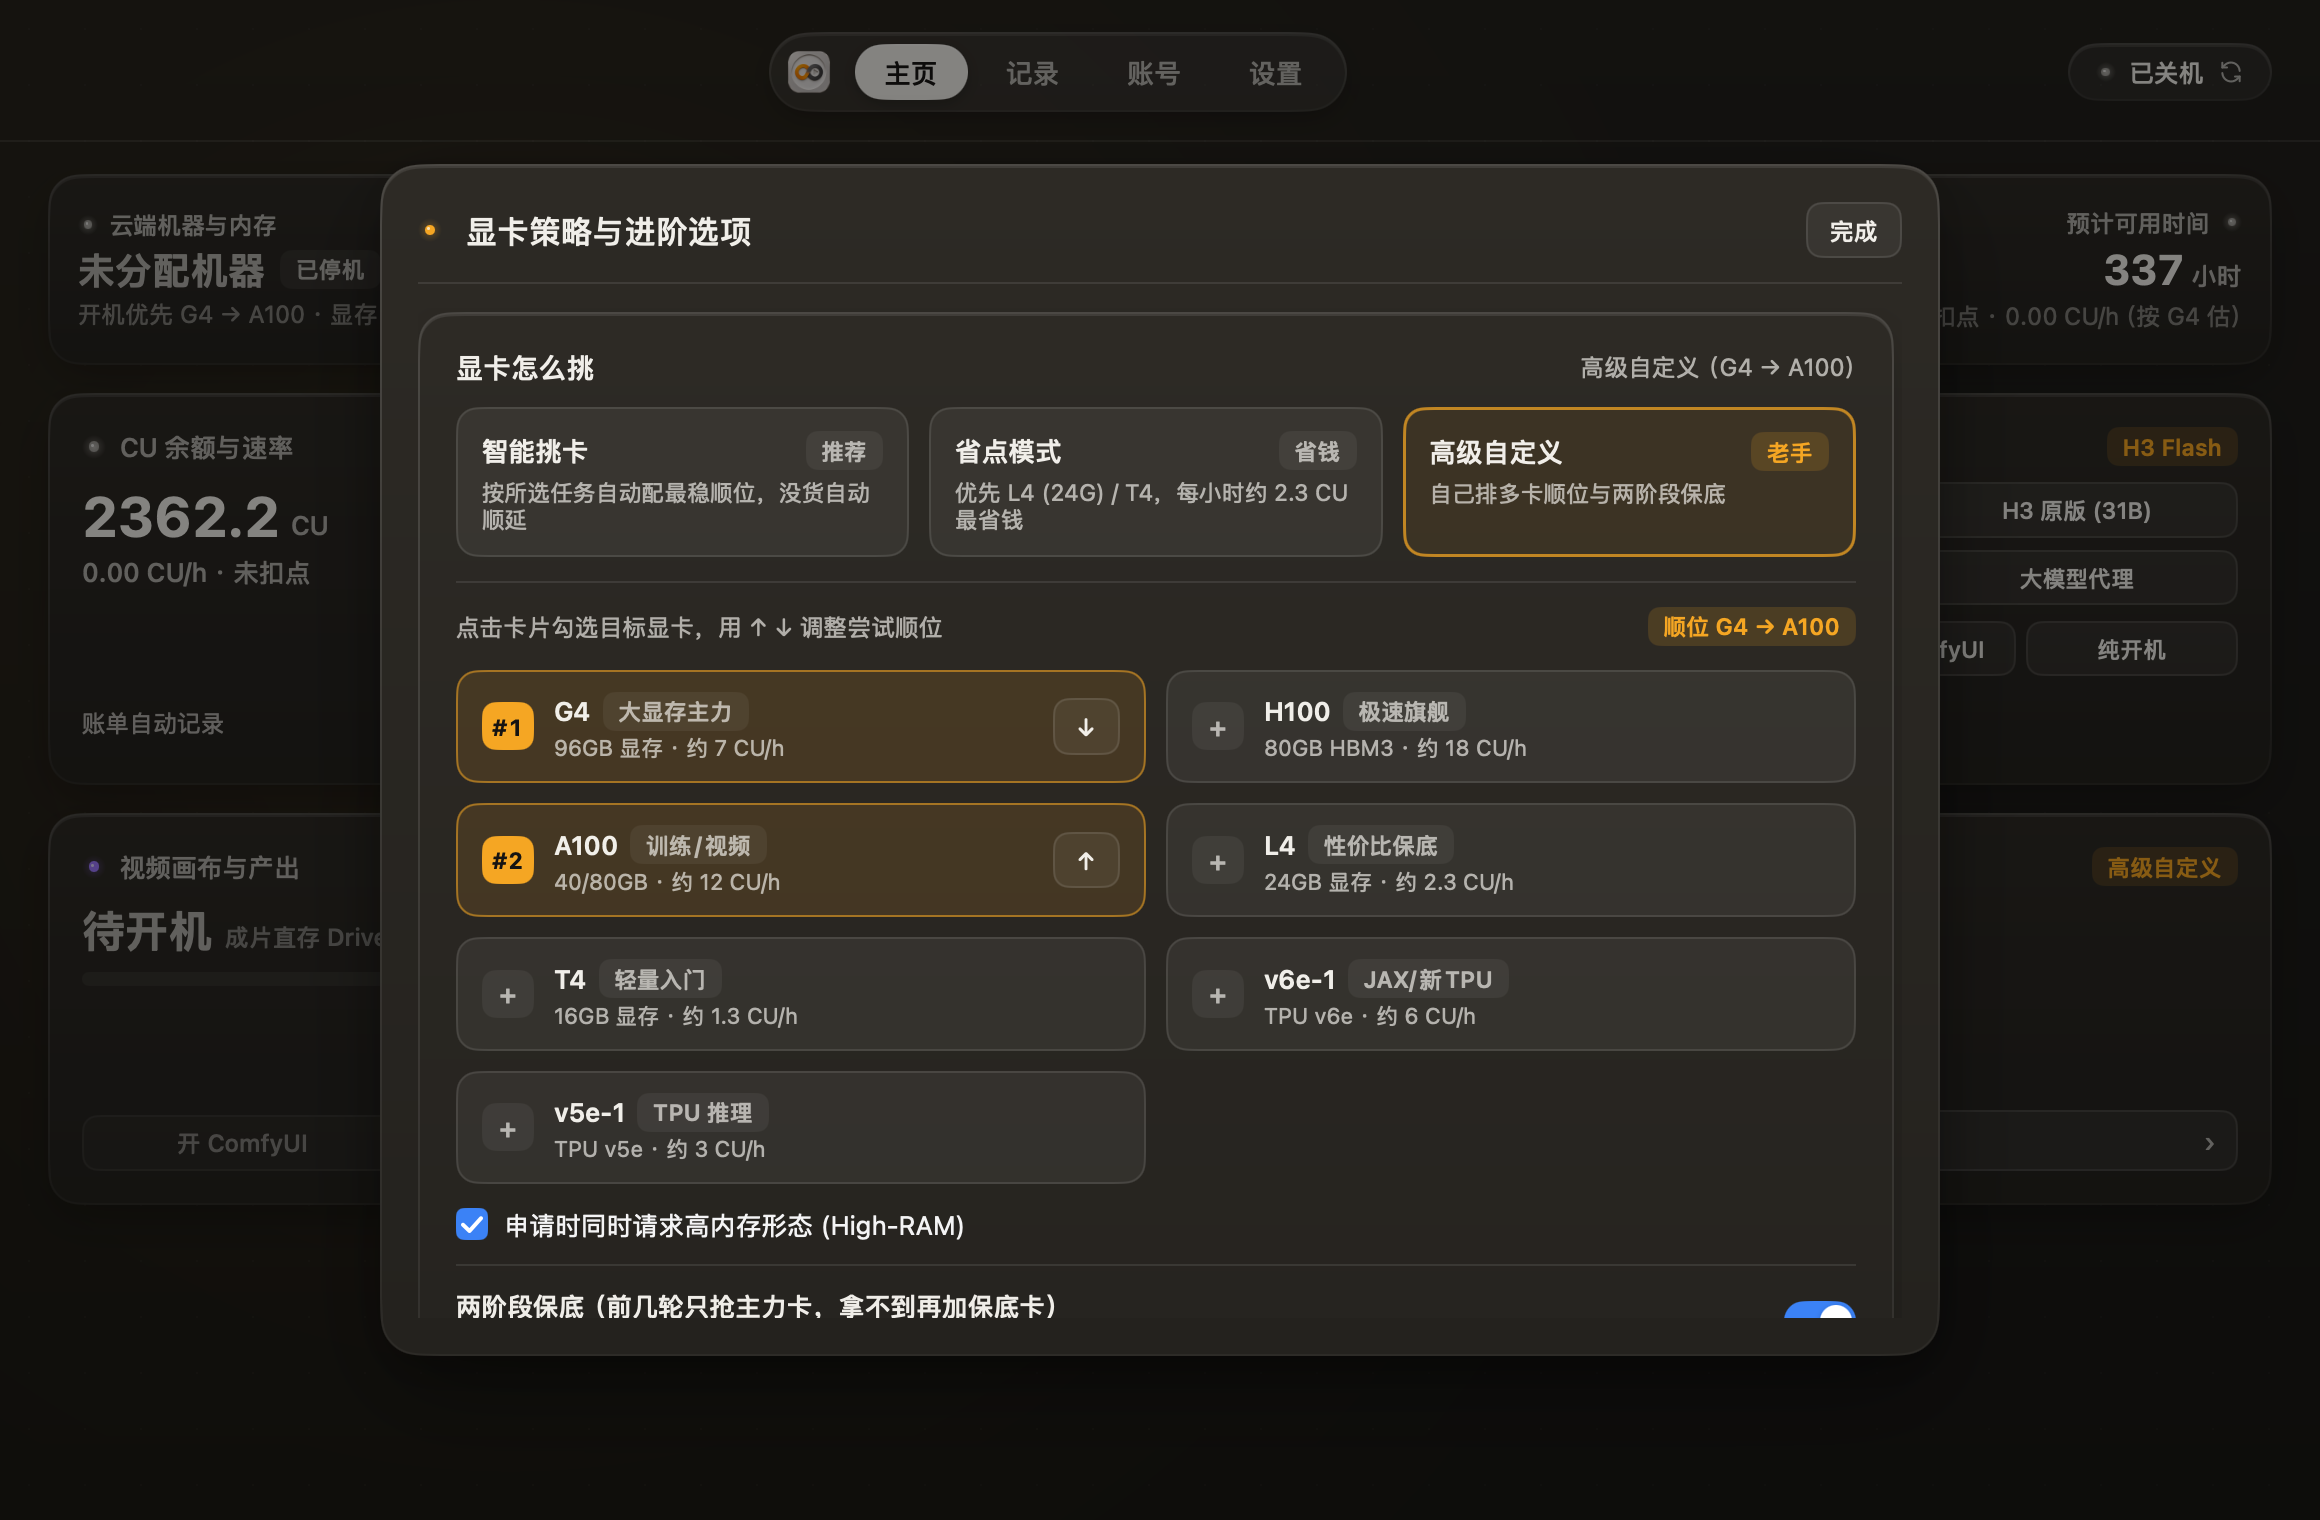 主页
记录
账号
设置
已关机
云端机器与内存
未分配机器 已停机
开机优先 G4 → A100 · 显存
预计可用时间
337 小时
扣点 · 0.00 CU/h (按 G4 估)
CU 余额与速率
2362.2 CU
0.00 CU/h · 未扣点
账单自动记录
H3 Flash
H3 原版 (31B)
大模型代理
fyUI
纯开机
视频画布与产出
待开机 成片直存 Drive
开 ComfyUI
高级自定义
›
显卡策略与进阶选项
完成
显卡怎么挑
高级自定义（G4 → A100）
智能挑卡 推荐
按所选任务自动配最稳顺位，没货自动
顺延
省点模式 省钱
优先 L4 (24G) / T4，每小时约 2.3 CU
最省钱
高级自定义 老手
自己排多卡顺位与两阶段保底
点击卡片勾选目标显卡，用 ↑ ↓ 调整尝试顺位
顺位 G4 → A100
#1 G4 大显存主力 ↓
96GB 显存 · 约 7 CU/h
+ H100 极速旗舰
80GB HBM3 · 约 18 CU/h
#2 A100 训练/视频 ↑
40/80GB · 约 12 CU/h
+ L4 性价比保底
24GB 显存 · 约 2.3 CU/h
+ T4 轻量入门
16GB 显存 · 约 1.3 CU/h
+ v6e-1 JAX/新TPU
TPU v6e · 约 6 CU/h
+ v5e-1 TPU 推理
TPU v5e · 约 3 CU/h
申请时同时请求高内存形态 (High-RAM)
两阶段保底（前几轮只抢主力卡，拿不到再加保底卡）